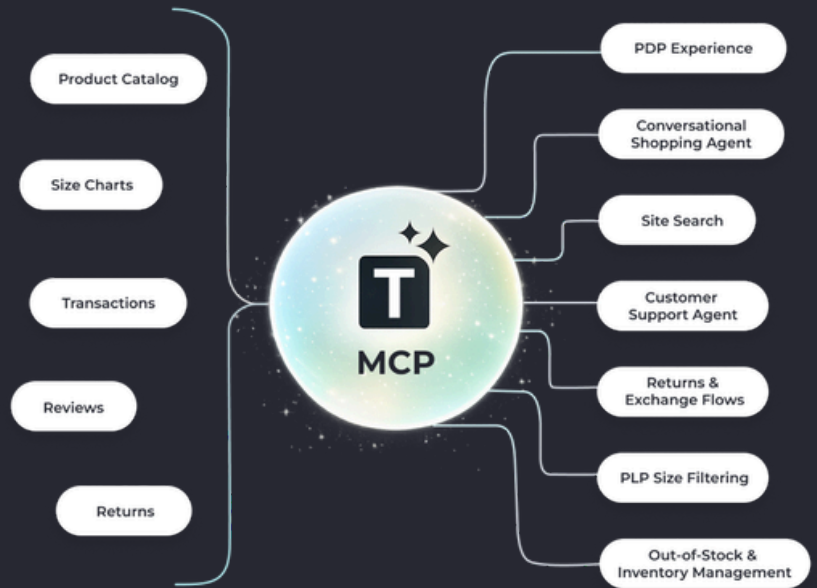 Product Catalog
Size Charts
Transactions
Reviews
Returns
T
MCP
PDP Experience
Conversational
Shopping Agent
Site Search
Customer
Support Agent
Returns &
Exchange Flows
PLP Size Filtering
Out-of-Stock &
Inventory Management